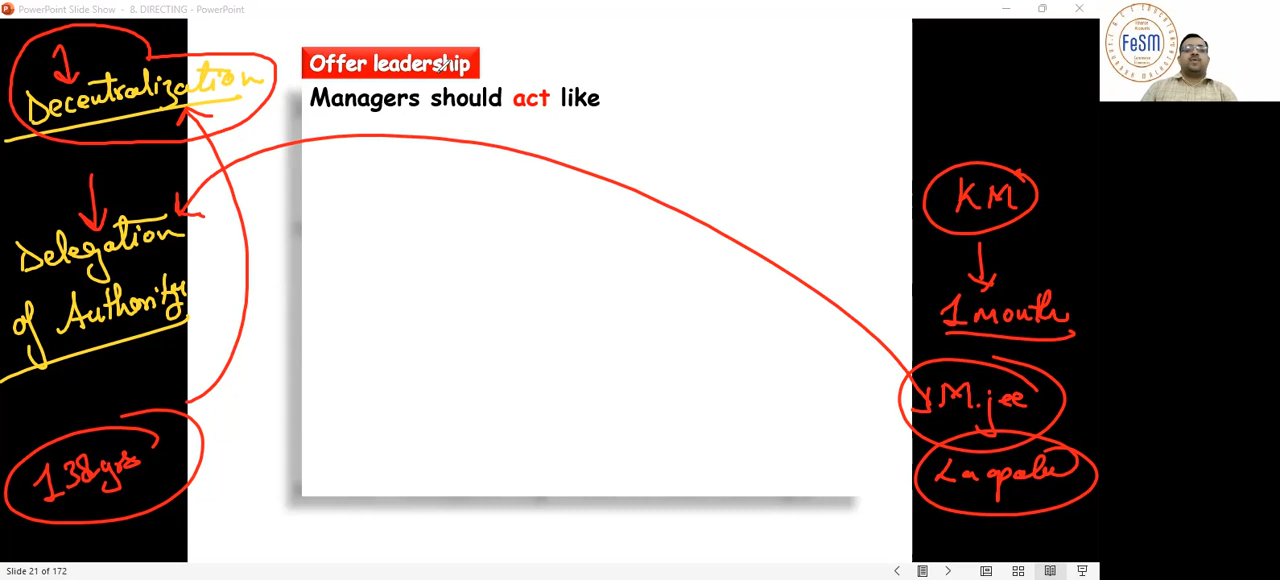 PowerPoint Slide Show - 8. DIRECTING - PowerPoint
Decentralization
Delegation
of Authority
138yrs
Offer leadership
Managers should act like
FeSM
KM
1 month
M.jee
Slide 21 of 172